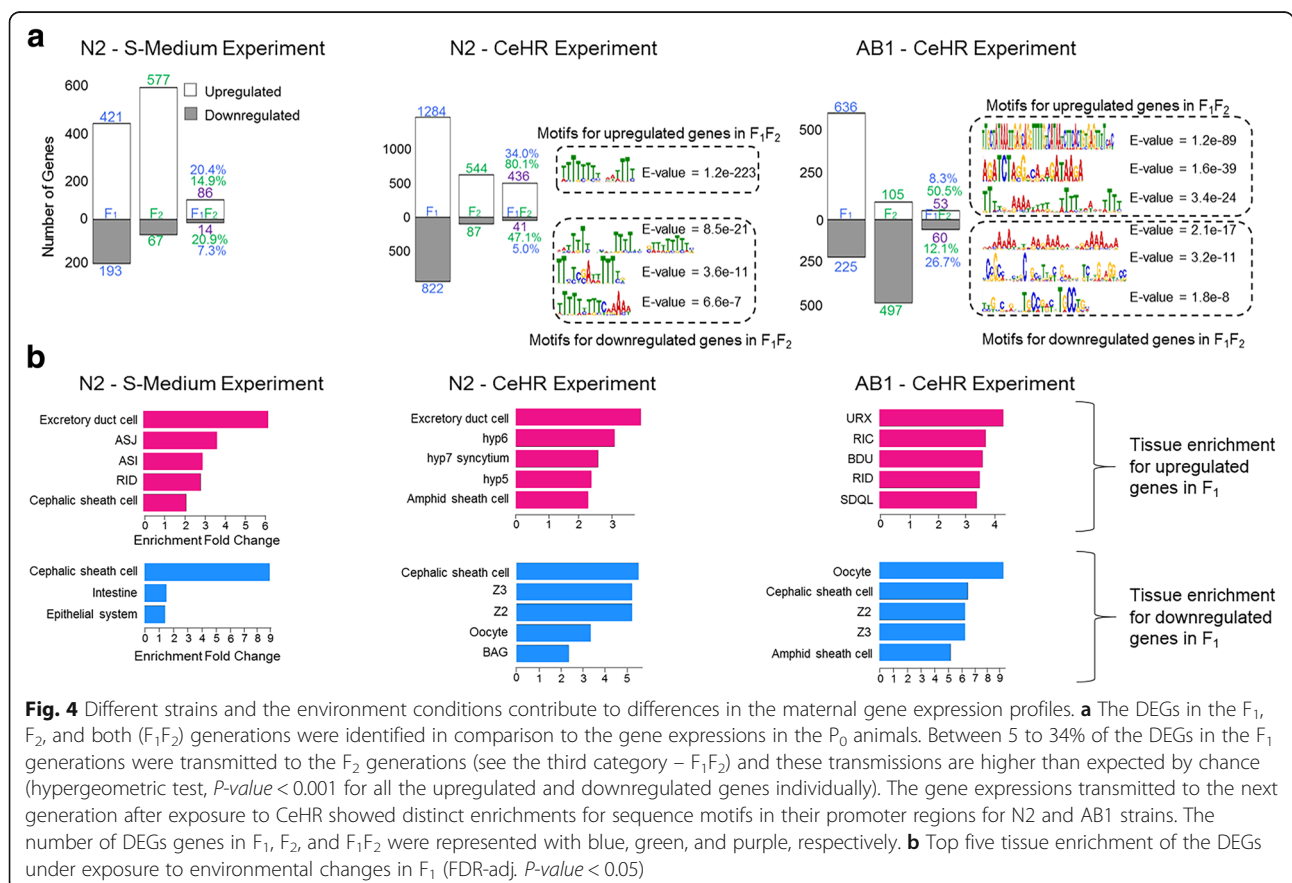 a
N2 - S-Medium Experiment
N2 - CeHR Experiment
AB1 - CeHR Experiment
Number of Genes
600
400
200
0
200
577
421
Upregulated
Downregulated
20.4%
14.9%
86
F1
F2
F1F2
14
20.9%
7.3%
67
193
1284
1000
500
0
500
544
34.0%
80.1%
436
F1
F2
F1F2
87
41
47.1%
5.0%
822
Motifs for upregulated genes in F1F2
E-value = 1.2e-223
E-value = 8.5e-21
E-value = 3.6e-11
E-value = 6.6e-7
Motifs for downregulated genes in F1F2
636
500
0
250
500
105
8.3%
50.5%
53
F1
F2
F1F2
60
12.1%
26.7%
225
497
Motifs for upregulated genes in F1F2
E-value = 1.2e-89
E-value = 1.6e-39
E-value = 3.4e-24
E-value = 2.1e-17
E-value = 3.2e-11
E-value = 1.8e-8
Motifs for downregulated genes in F1F2
b
N2 - S-Medium Experiment
N2 - CeHR Experiment
AB1 - CeHR Experiment
Excretory duct cell
ASJ
ASI
RID
Cephalic sheath cell
0 1 2 3 4 5 6
Enrichment Fold Change
Excretory duct cell
hyp6
hyp7 syncytium
hyp5
Amphid sheath cell
0 1 2 3
URX
RIC
BDU
RID
SDQL
0 1 2 3 4
Tissue enrichment
for upregulated
genes in F1
Cephalic sheath cell
Intestine
Epithelial system
0 1 2 3 4 5 6 7 8 9
Enrichment Fold Change
Cephalic sheath cell
Z3
Z2
Oocyte
BAG
0 1 2 3 4 5
Oocyte
Cephalic sheath cell
Z2
Z3
Amphid sheath cell
0 1 2 3 4 5 6 7 8 9
Tissue enrichment
for downregulated
genes in F1
Fig. 4 Different strains and the environment conditions contribute to differences in the maternal gene expression profiles. a The DEGs in the F1,
F2, and both (F1F2) generations were identified in comparison to the gene expressions in the P0 animals. Between 5 to 34% of the DEGs in the F1
generations were transmitted to the F2 generations (see the third category – F1F2) and these transmissions are higher than expected by chance
(hypergeometric test, P-value < 0.001 for all the upregulated and downregulated genes individually). The gene expressions transmitted to the next
generation after exposure to CeHR showed distinct enrichments for sequence motifs in their promoter regions for N2 and AB1 strains. The
number of DEGs genes in F1, F2, and F1F2 were represented with blue, green, and purple, respectively. b Top five tissue enrichment of the DEGs
under exposure to environmental changes in F1 (FDR-adj. P-value < 0.05)